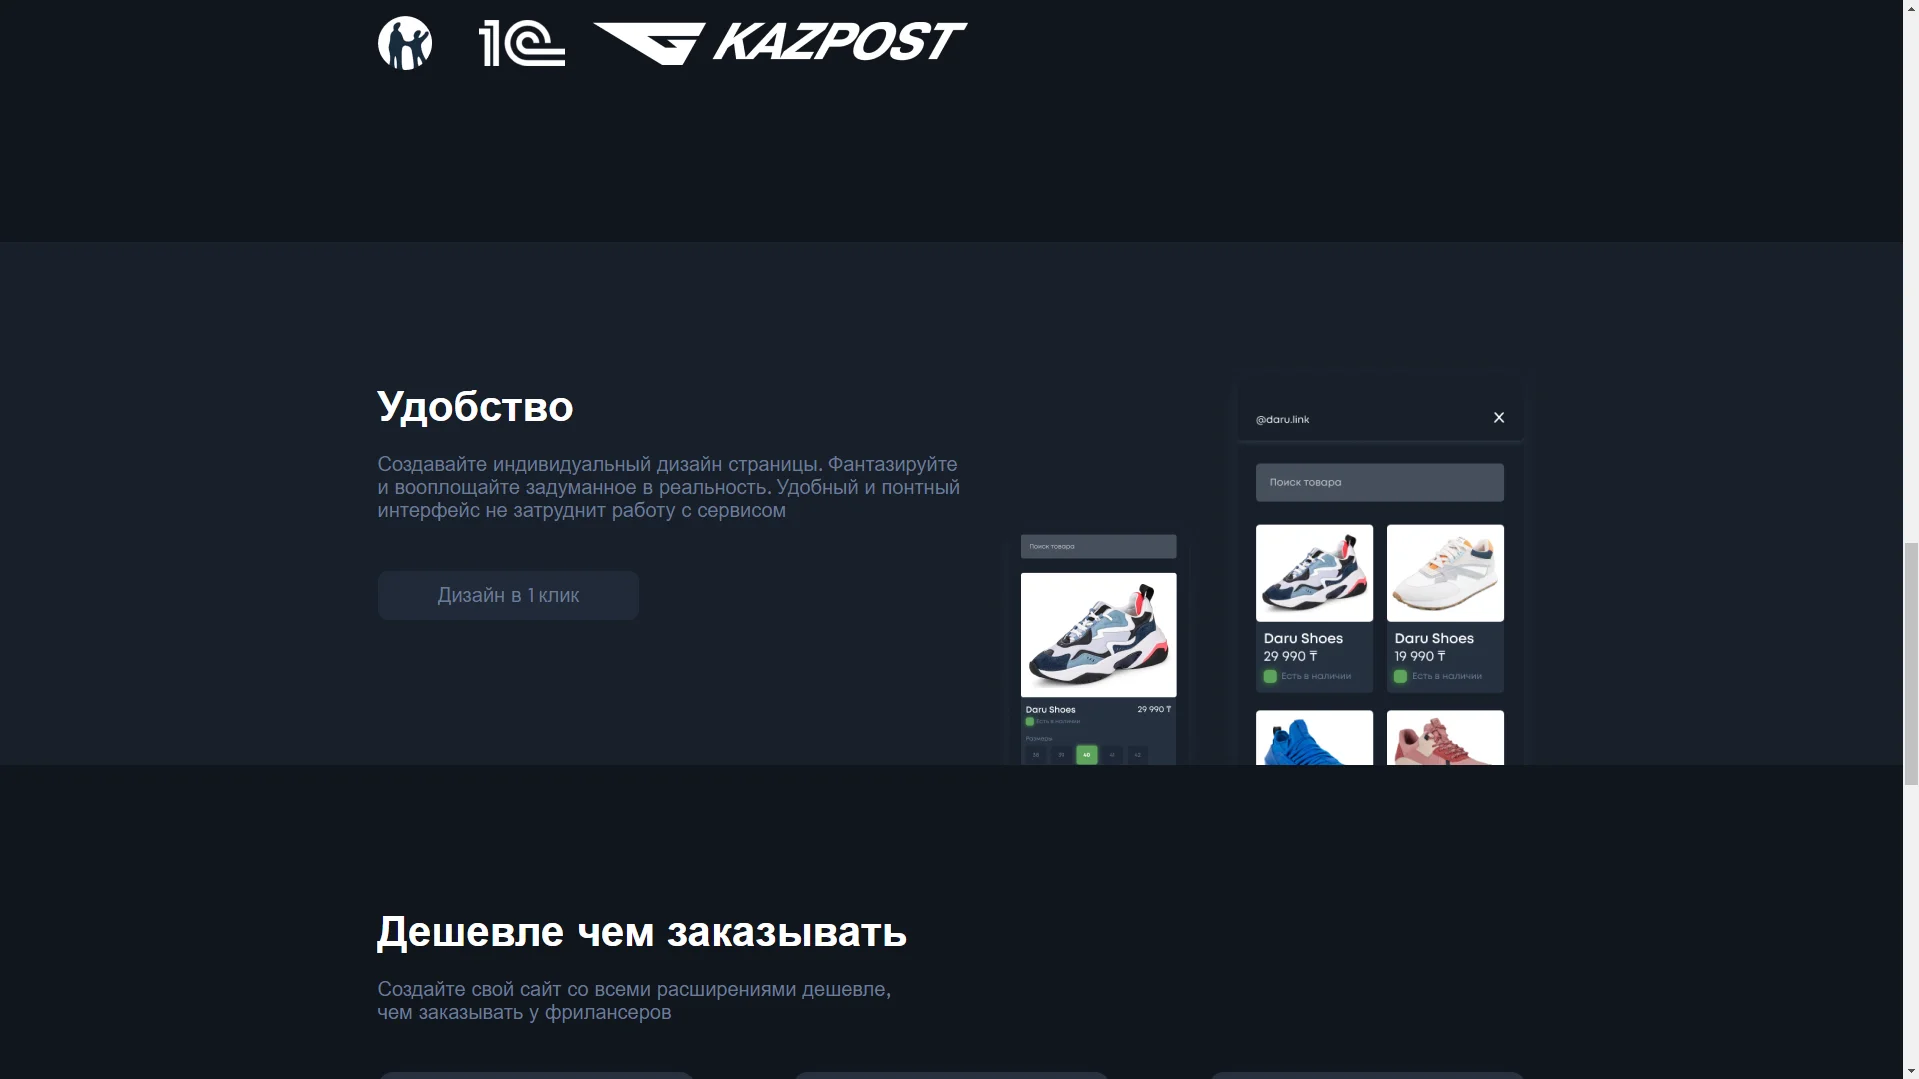 1C KAZPOST
Удобство
Создавайте индивидуальный дизайн страницы. Фантазируйте
и вооплощайте задуманное в реальность. Удобный и понтный
интерфейс не затруднит работу с сервисом
Дизайн в 1 клик
Поиск товара
Daru Shoes 29 990 ₸
Есть в наличии
Размеры
38 39 40 41 42
@daru.link
Поиск товара
Daru Shoes
29 990 ₸
Есть в наличии
Daru Shoes
19 990 ₸
Есть в наличии
Дешевле чем заказывать
Создайте свой сайт со всеми расширениями дешевле,
чем заказывать у фрилансеров